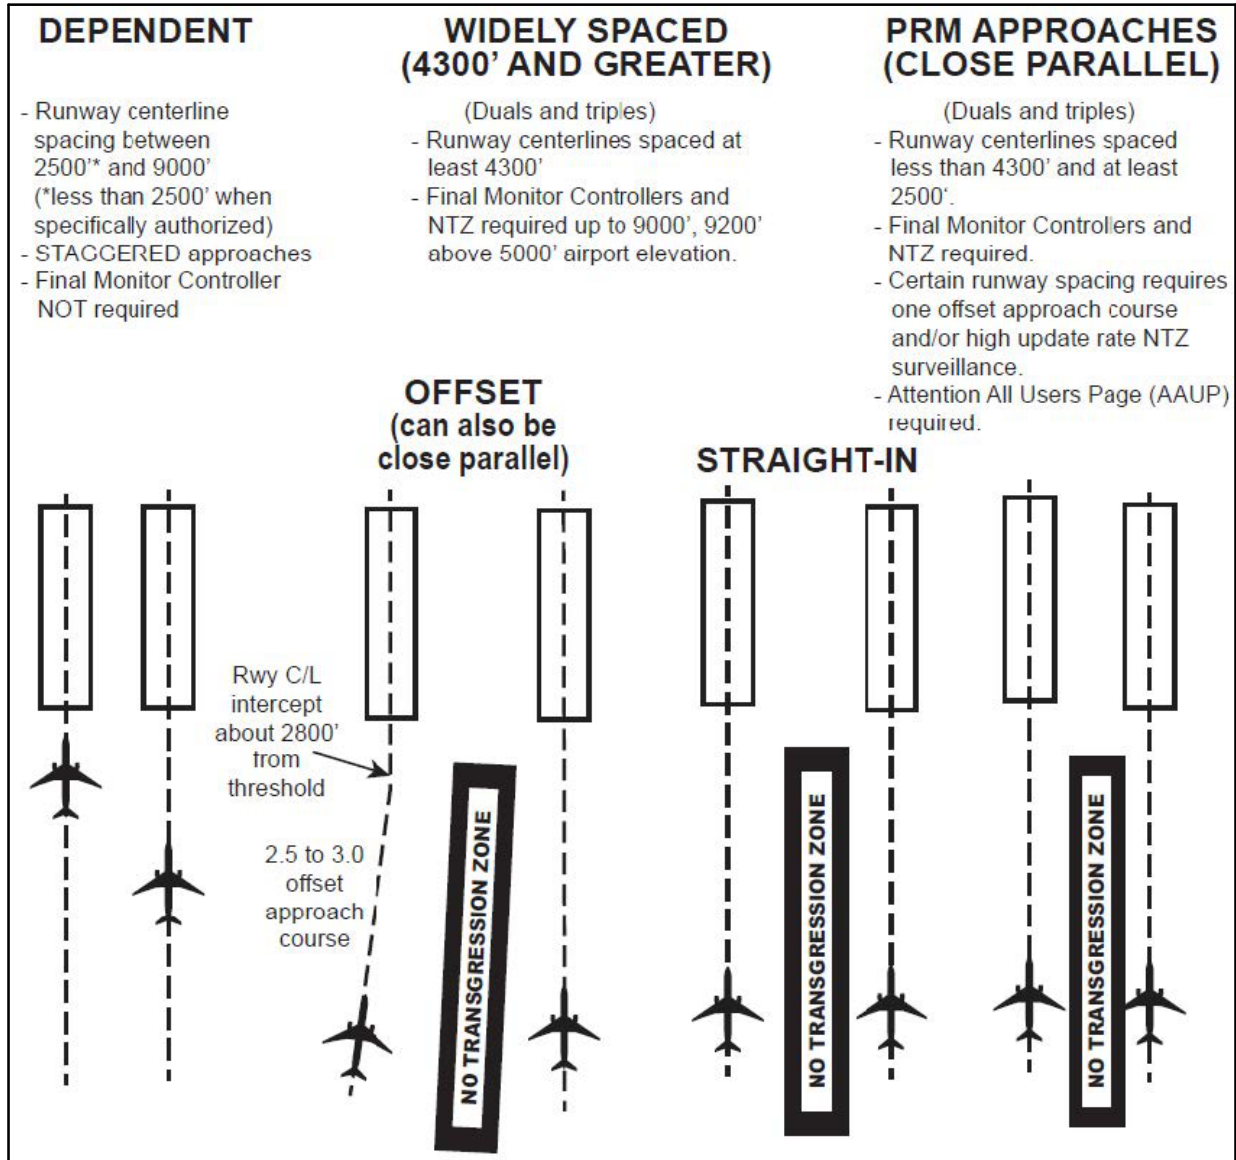 DEPENDENT
- Runway centerline
spacing between
2500'* and 9000'
(*less than 2500' when
specifically authorized)
- STAGGERED approaches
- Final Monitor Controller
NOT required
WIDELY SPACED
(4300' AND GREATER)
(Duals and triples)
- Runway centerlines spaced at
least 4300'
- Final Monitor Controllers and
NTZ required up to 9000', 9200'
above 5000' airport elevation.
PRM APPROACHES
(CLOSE PARALLEL)
(Duals and triples)
- Runway centerlines spaced
less than 4300' and at least
2500‘.
- Final Monitor Controllers and
NTZ required.
- Certain runway spacing requires
one offset approach course
and/or high update rate NTZ
surveillance.
- Attention All Users Page (AAUP)
required.
OFFSET
(can also be
close parallel)
STRAIGHT-IN
Rwy C/L
intercept
about 2800'
from
threshold
2.5 to 3.0
offset
approach
course
NO TRANSGRESSION ZONE
NO TRANSGRESSION ZONE
NO TRANSGRESSION ZONE